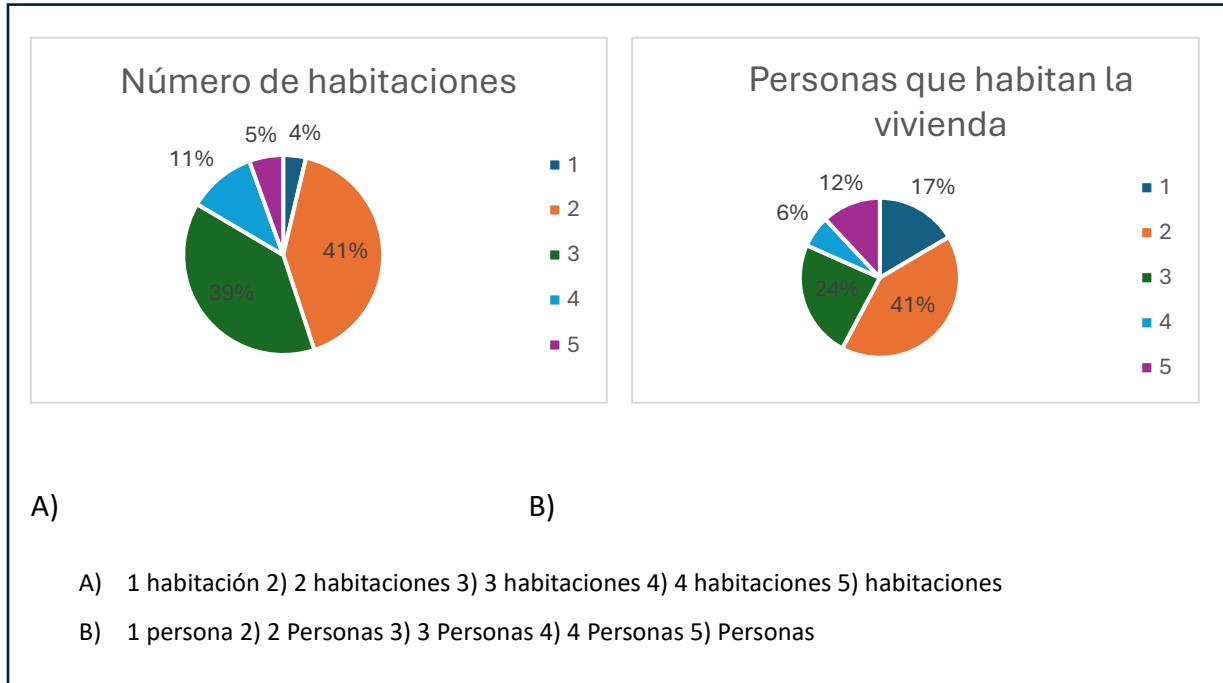 Número de habitaciones
4%
41%
39%
11%
5%
1
2
3
4
5
Personas que habitan la
vivienda
17%
41%
24%
6%
12%
1
2
3
4
5
A)
B)
A) 1 habitación 2) 2 habitaciones 3) 3 habitaciones 4) 4 habitaciones 5) habitaciones
B) 1 persona 2) 2 Personas 3) 3 Personas 4) 4 Personas 5) Personas